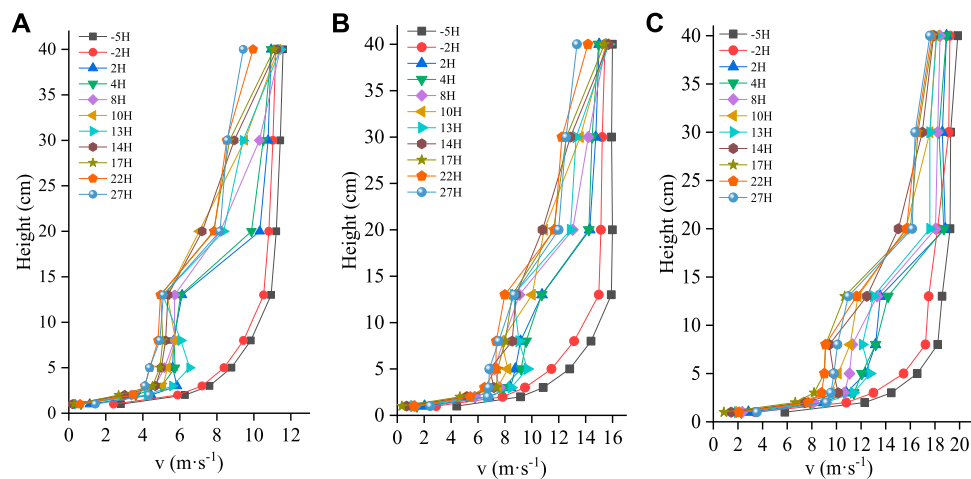 A
-5H
-2H
2H
4H
8H
10H
13H
14H
17H
22H
27H
Height (cm)
40
35
30
25
20
15
10
5
0
0 2 4 6 8 10 12
v (m·s⁻¹)
B
-5H
-2H
2H
4H
8H
10H
13H
14H
17H
22H
27H
Height (cm)
40
35
30
25
20
15
10
5
0
0 2 4 6 8 10 12 14 16
v (m·s⁻¹)
C
-5H
-2H
2H
4H
8H
10H
13H
14H
17H
22H
27H
Height (cm)
40
35
30
25
20
15
10
5
0
0 2 4 6 8 10 12 14 16 18 20
v (m·s⁻¹)